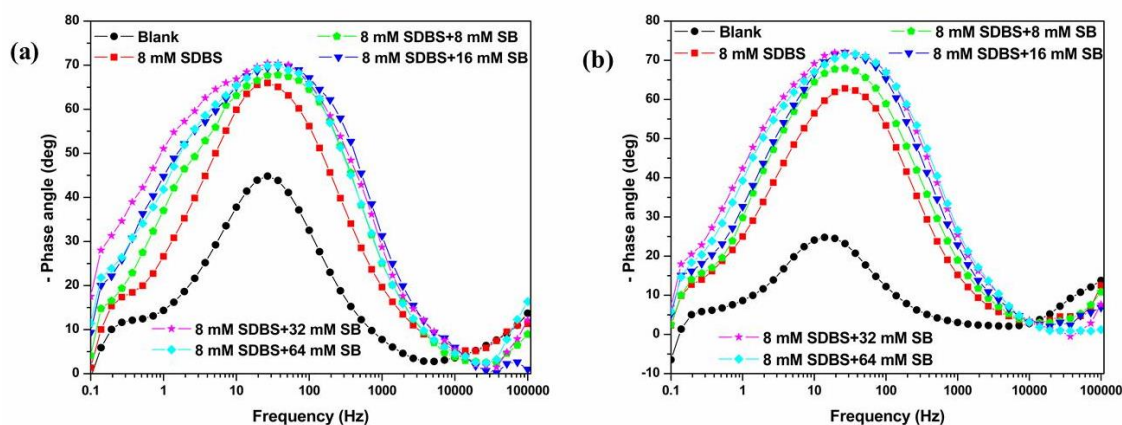 (a)
80
70
60
50
40
30
20
10
0
- Phase angle (deg)
Blank
8 mM SDBS
8 mM SDBS+8 mM SB
8 mM SDBS+16 mM SB
8 mM SDBS+32 mM SB
8 mM SDBS+64 mM SB
0.1 1 10 100 1000 10000 100000
Frequency (Hz)
(b)
80
70
60
50
40
30
20
10
0
-10
- Phase angle (deg)
Blank
8 mM SDBS
8 mM SDBS+8 mM SB
8 mM SDBS+16 mM SB
8 mM SDBS+32 mM SB
8 mM SDBS+64 mM SB
0.1 1 10 100 1000 10000 100000
Frequency (Hz)